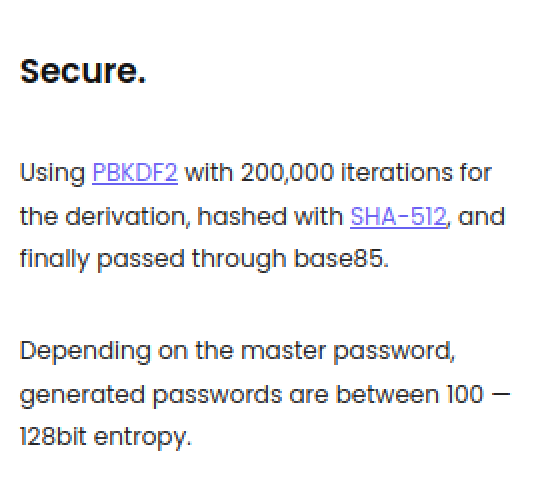 Secure.
Using PBKDF2 with 200,000 iterations for
the derivation, hashed with SHA-512, and
finally passed through base85.
Depending on the master password,
generated passwords are between 100 —
128bit entropy.